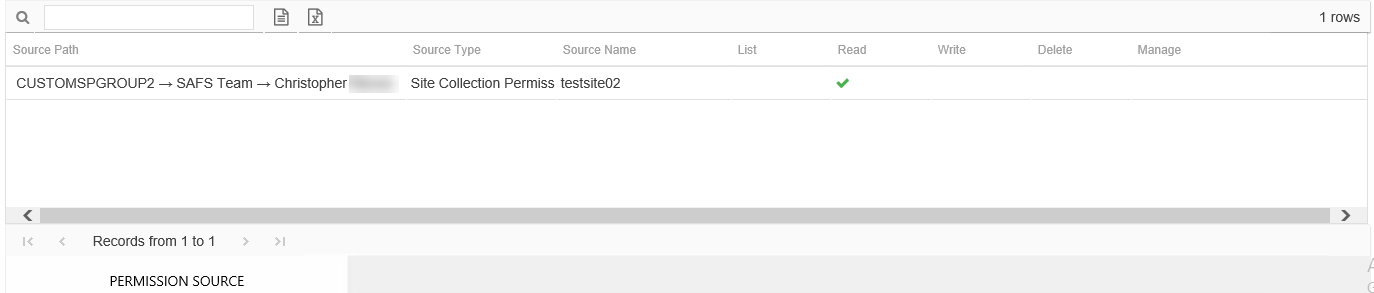 1 rows
Source Path Source Type Source Name List Read Write Delete Manage
CUSTOMSPGROUP2 → SAFS Team → Christopher Site Collection Permiss testsite02
Records from 1 to 1
PERMISSION SOURCE